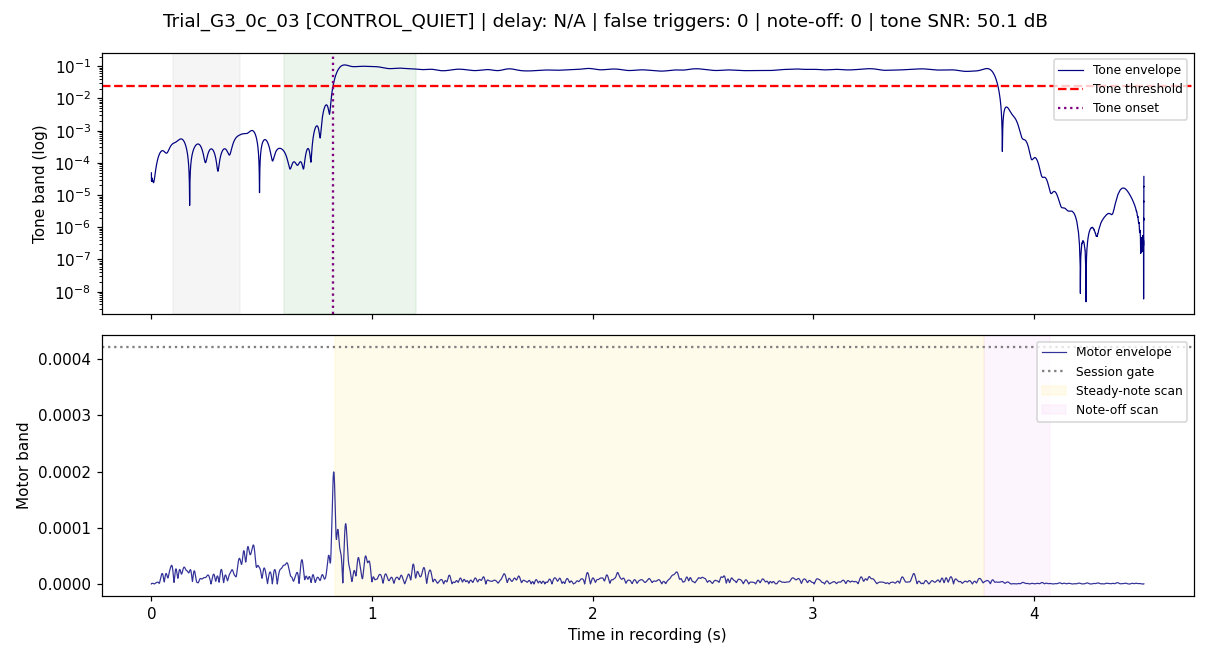 Trial_G3_0c_03 [CONTROL_QUIET] | delay: N/A | false triggers: 0 | note-off: 0 | tone SNR: 50.1 dB
Tone band (log)
10⁻¹
10⁻²
10⁻³
10⁻⁴
10⁻⁵
10⁻⁶
10⁻⁷
10⁻⁸
Tone envelope
Tone threshold
Tone onset
Motor band
0.0004
0.0003
0.0002
0.0001
0.0000
Motor envelope
Session gate
Steady-note scan
Note-off scan
0 1 2 3 4
Time in recording (s)